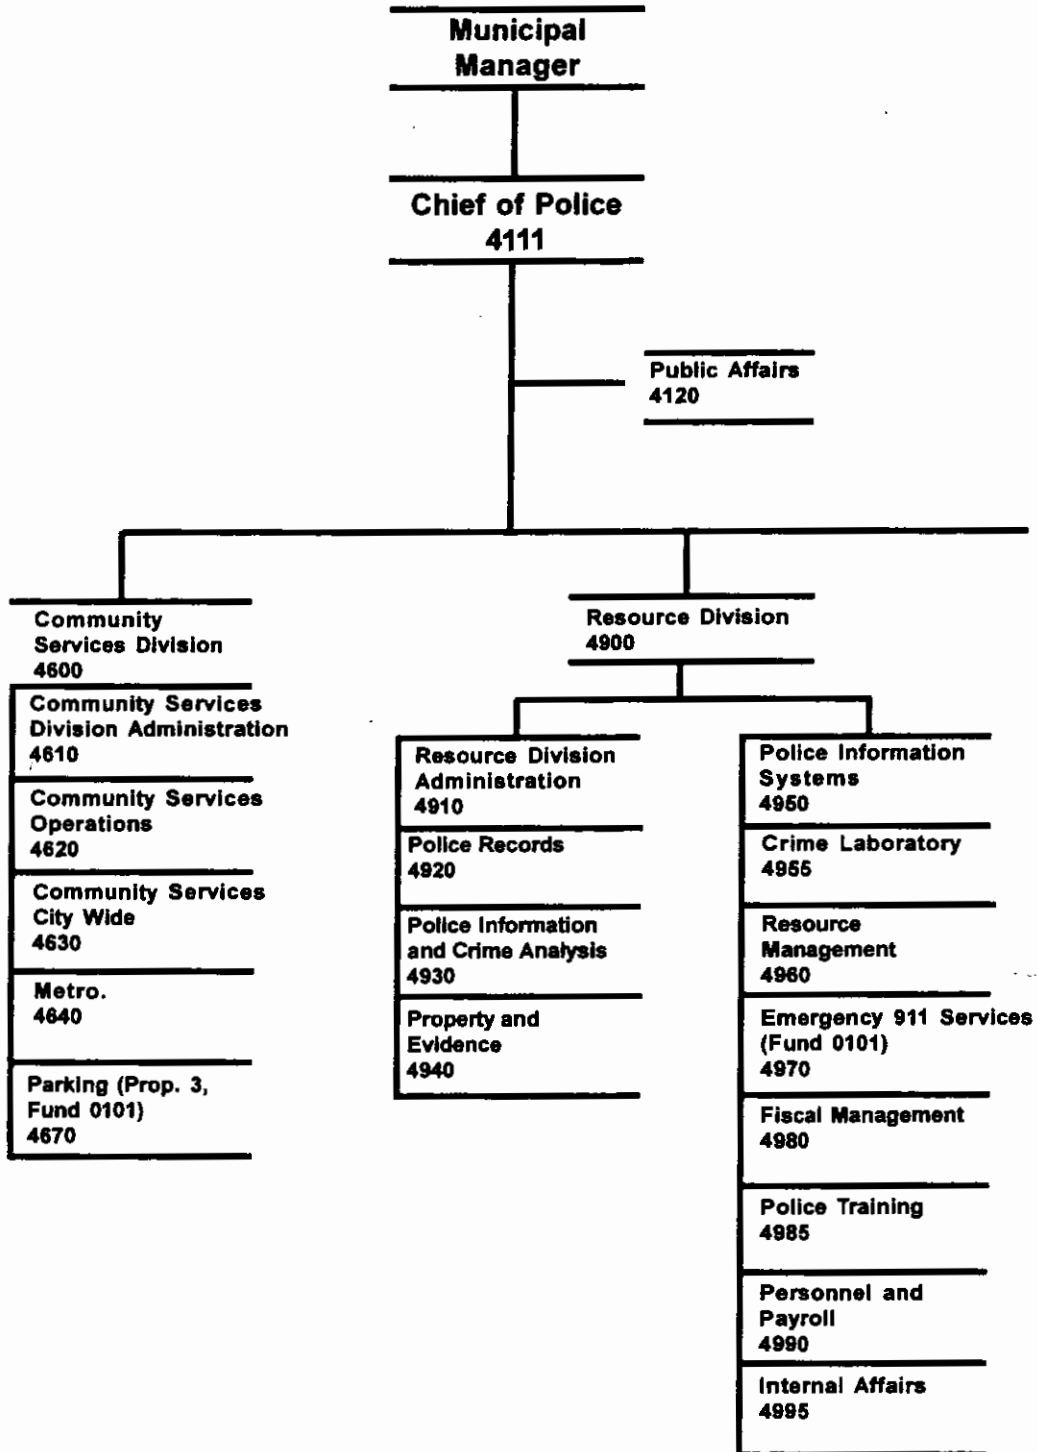 Municipal
Manager
Chief of Police
4111
Public Affairs
4120
Community
Services Division
4600
Community Services
Division Administration
4610
Community Services
Operations
4620
Community Services
City Wide
4630
Metro.
4640
Parking (Prop. 3,
Fund 0101)
4670
Resource Division
4900
Resource Division
Administration
4910
Police Records
4920
Police Information
and Crime Analysis
4930
Property and
Evidence
4940
Police Information
Systems
4950
Crime Laboratory
4955
Resource
Management
4960
Emergency 911 Services
(Fund 0101)
4970
Fiscal Management
4980
Police Training
4985
Personnel and
Payroll
4990
Internal Affairs
4995